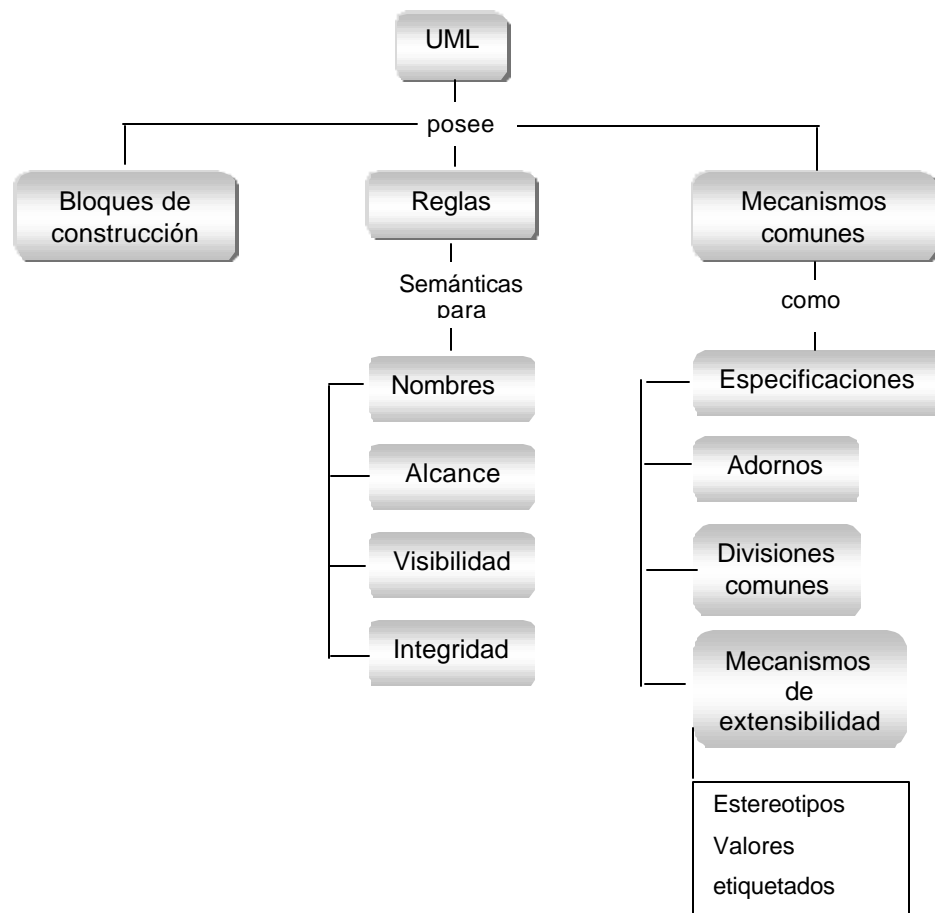 UML
posee
Bloques de
construcción
Reglas
Mecanismos
comunes
Semánticas
para
como
Nombres
Alcance
Visibilidad
Integridad
Especificaciones
Adornos
Divisiones
comunes
Mecanismos
de
extensibilidad
Estereotipos
Valores
etiquetados